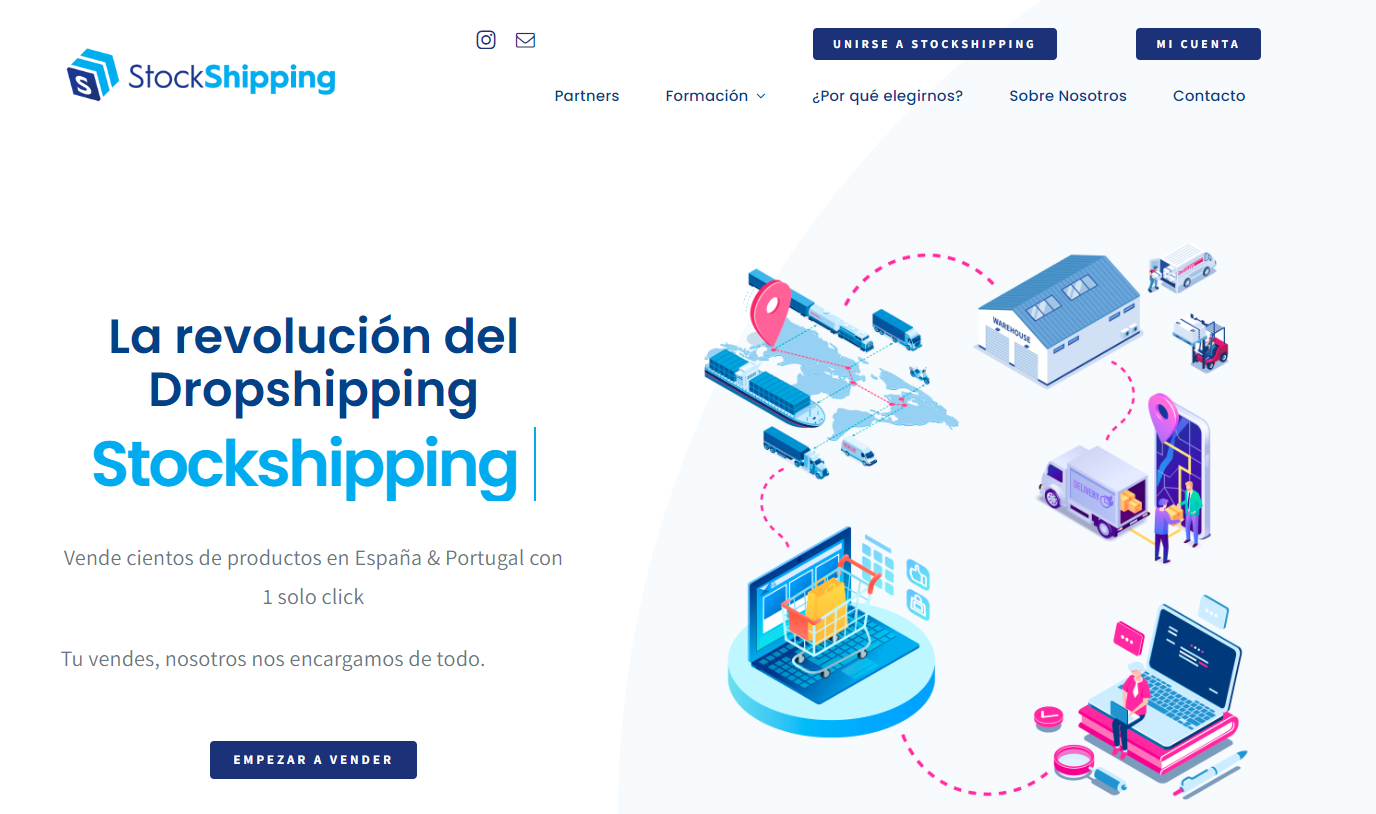 UNIRSE A STOCKSHIPPING
MI CUENTA
StockShipping
Partners
Formación
¿Por qué elegirnos?
Sobre Nosotros
Contacto
La revolución del
Dropshipping
Stockshipping
Vende cientos de productos en España & Portugal con
1 solo click
Tu vendes, nosotros nos encargamos de todo.
EMPEZAR A VENDER
WAREHOUSE
DELIVERY